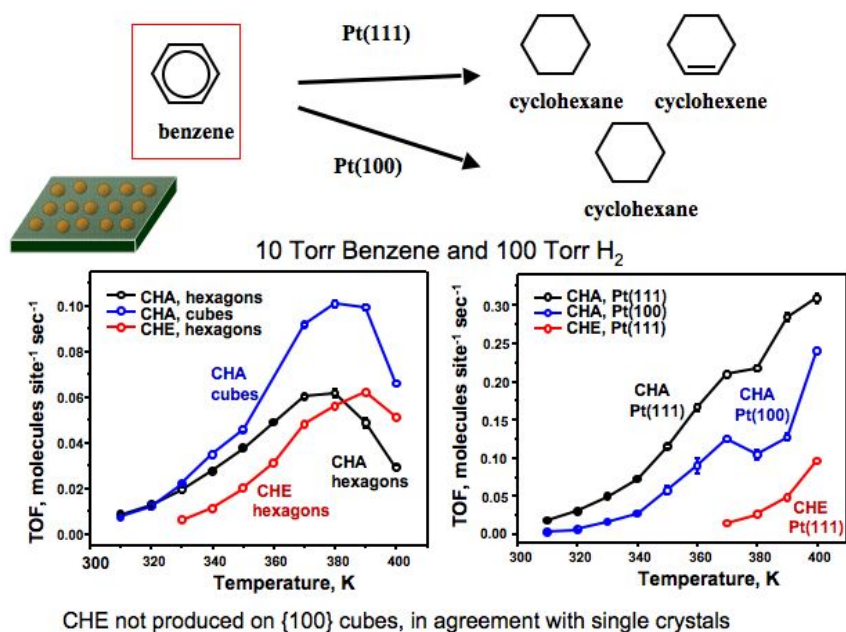 Pt(111)
benzene
cyclohexane cyclohexene
Pt(100)
cyclohexane
10 Torr Benzene and 100 Torr H₂
CHA, hexagons
CHA, cubes
CHE, hexagons
CHA
cubes
CHA
hexagons
CHE
hexagons
TOF, molecules site⁻¹ sec⁻¹
0.10
0.08
0.06
0.04
0.02
0.00
300 320 340 360 380 400
Temperature, K
CHA, Pt(111)
CHA, Pt(100)
CHE, Pt(111)
CHA
Pt(111)
CHA
Pt(100)
CHE
Pt(111)
TOF, molecules site⁻¹ sec⁻¹
0.30
0.25
0.20
0.15
0.10
0.05
0.00
300 320 340 360 380 400
Temperature, K
CHE not produced on {100} cubes, in agreement with single crystals